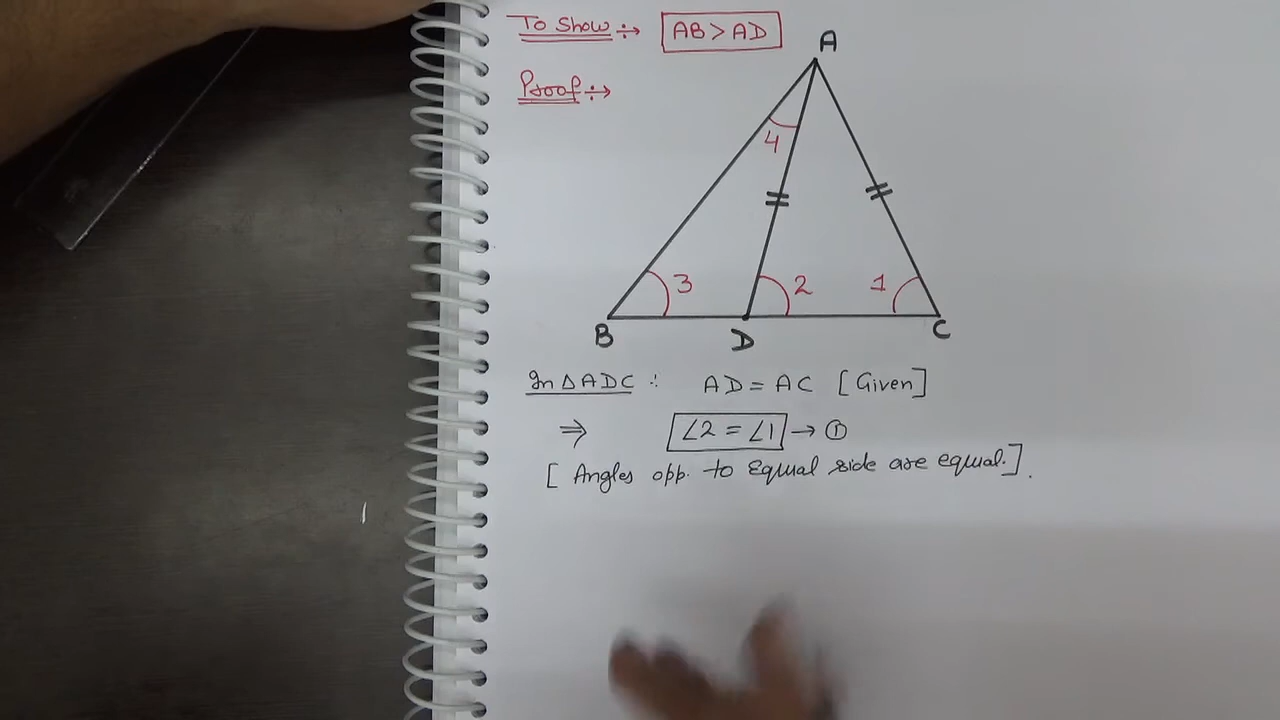 To Show ÷→ AB > AD
Proof ÷→
A
4
3
2
1
B
D
C
In △ADC ∴ AD = AC [Given]
⇒ ∠2 = ∠1 → ①
[ Angles opp. to Equal side are equal. ] .